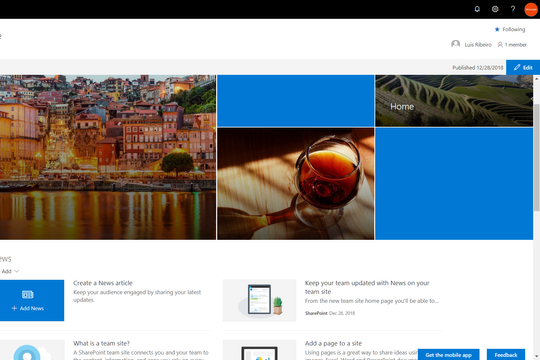 Following
Luis Ribeiro
1 member
Published 12/28/2018
Edit
Home
Add
Add News
Create a News article
Keep your audience engaged by sharing your latest
updates.
Keep your team updated with News on your
team site
From the new team site home page you'll be able to...
SharePoint Dec 28, 2018
What is a team site?
A SharePoint team site connects you and your team to
Add a page to a site
Using pages is a great way to share ideas using
Get the mobile app
Feedback